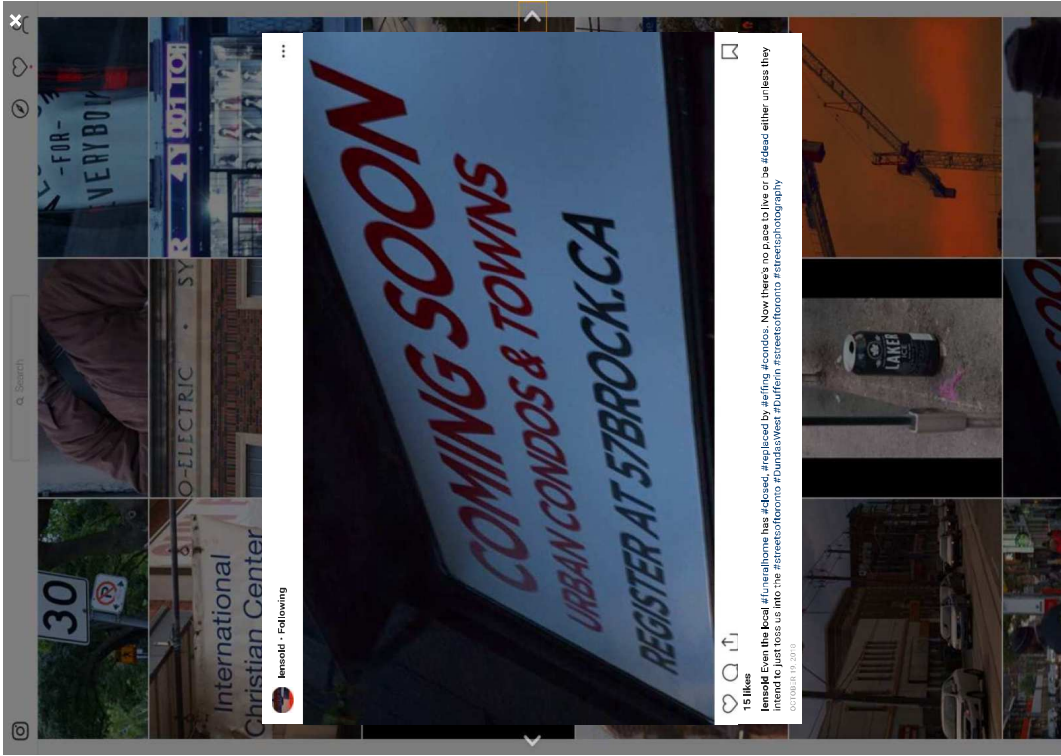 lensold • Following
COMING SOON
URBAN CONDOS & TOWNS
REGISTER AT 57BROCK.CA
15 likes
lensold Even the local #funeralhome has #closed, #replaced by #effing #condos. Now there's no place to live or be #dead either unless they
intend to just toss us into the #streetsoftoronto #DundasWest #Dufferin #streetsoftoronto #streetsphotography
OCTOBER 19, 2018
Search
-FOR-
30
P
International
Christian Center
O-ELECTRIC • SY
LAKER
ICE